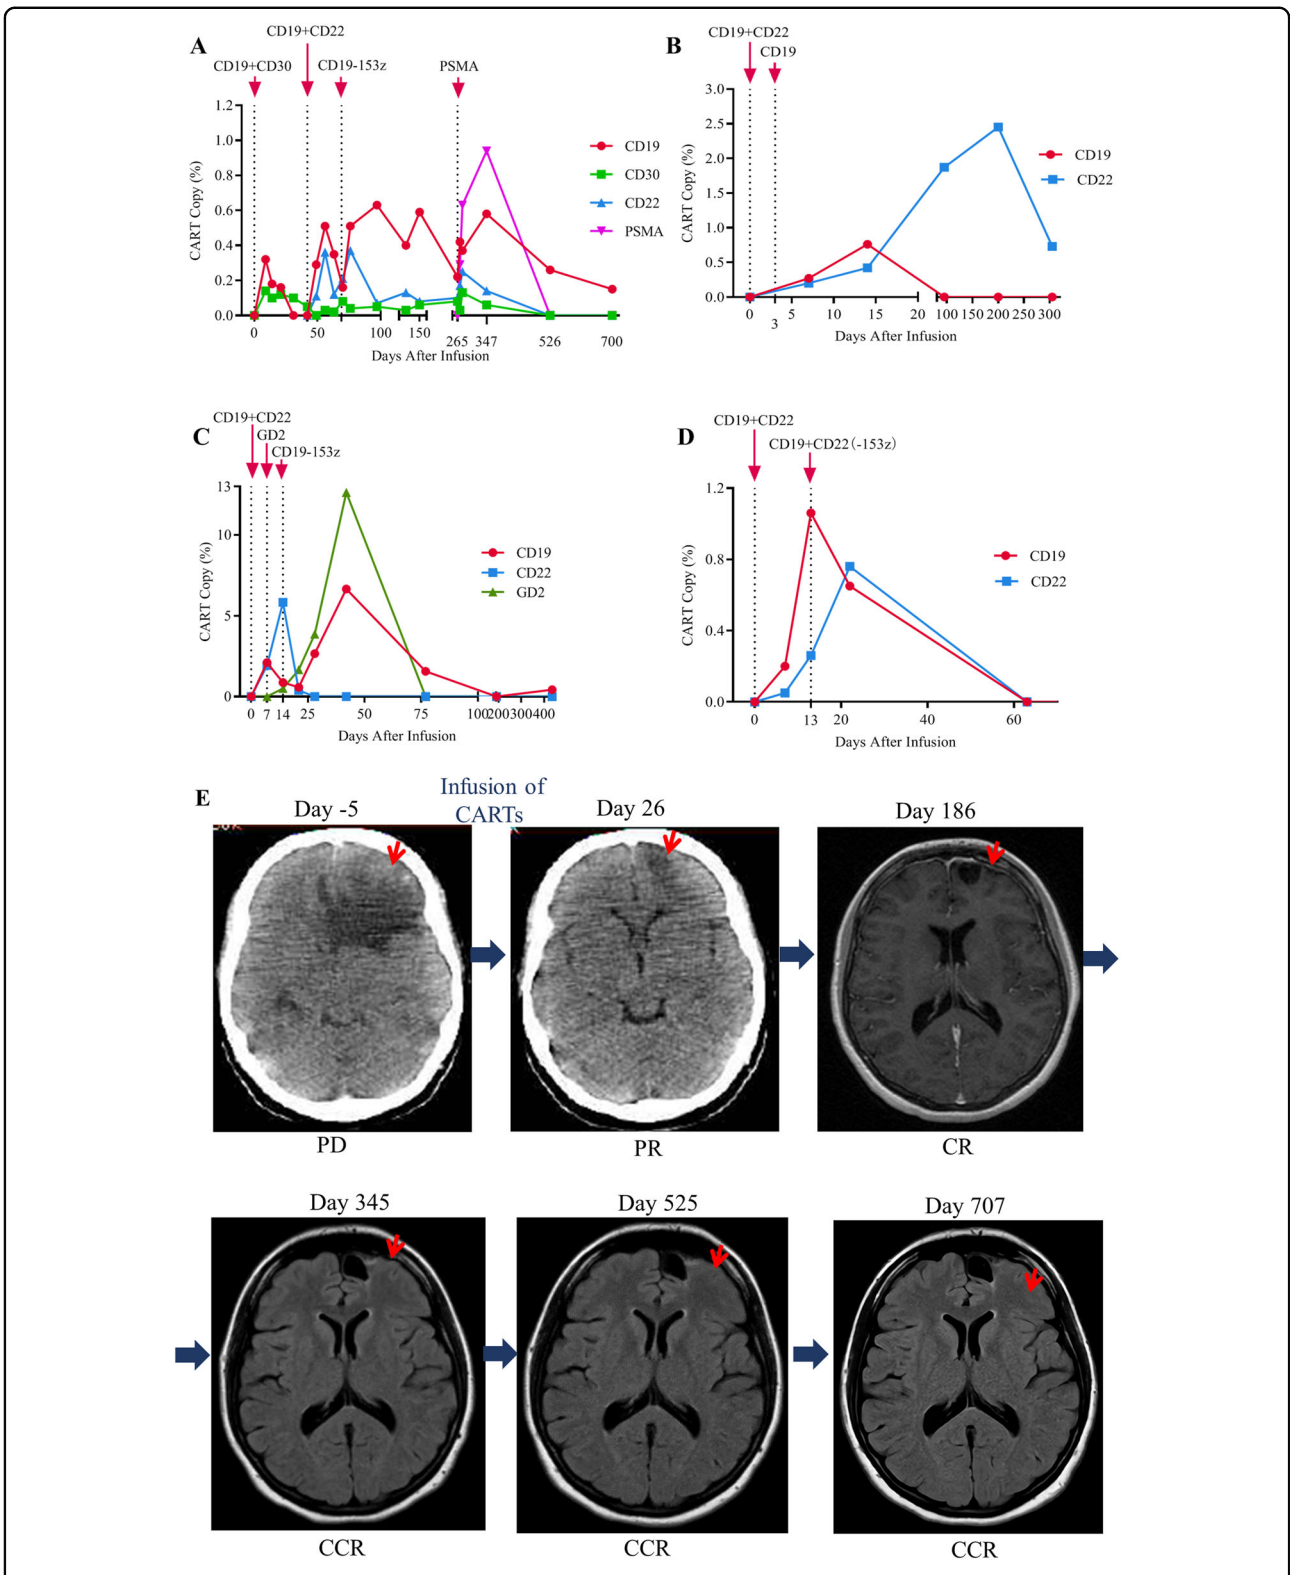 A
CD19+CD22
CD19+CD30
CD19-153z
PSMA
1.2
1.0
0.8
0.6
0.4
0.2
0.0
CART Copy (%)
CD19
CD30
CD22
PSMA
0 50 100 150 265 347 526 700
Days After Infusion
B
CD19+CD22
CD19
3.0
2.5
2.0
1.5
1.0
0.5
0.0
CART Copy (%)
CD19
CD22
0 3 5 10 15 20 100 150 200 250 300
Days After Infusion
C
CD19+CD22
GD2
CD19-153z
13
10
5
0
CART Copy (%)
CD19
CD22
GD2
0 7 14 25 50 75 100 200 300 400
Days After Infusion
D
CD19+CD22
CD19+CD22(-153z)
1.2
0.8
0.4
0.0
CART Copy (%)
CD19
CD22
0 13 20 40 60
Days After Infusion
E
Day -5
Infusion of
CARTs
Day 26
Day 186
PD
PR
CR
Day 345
Day 525
Day 707
CCR
CCR
CCR